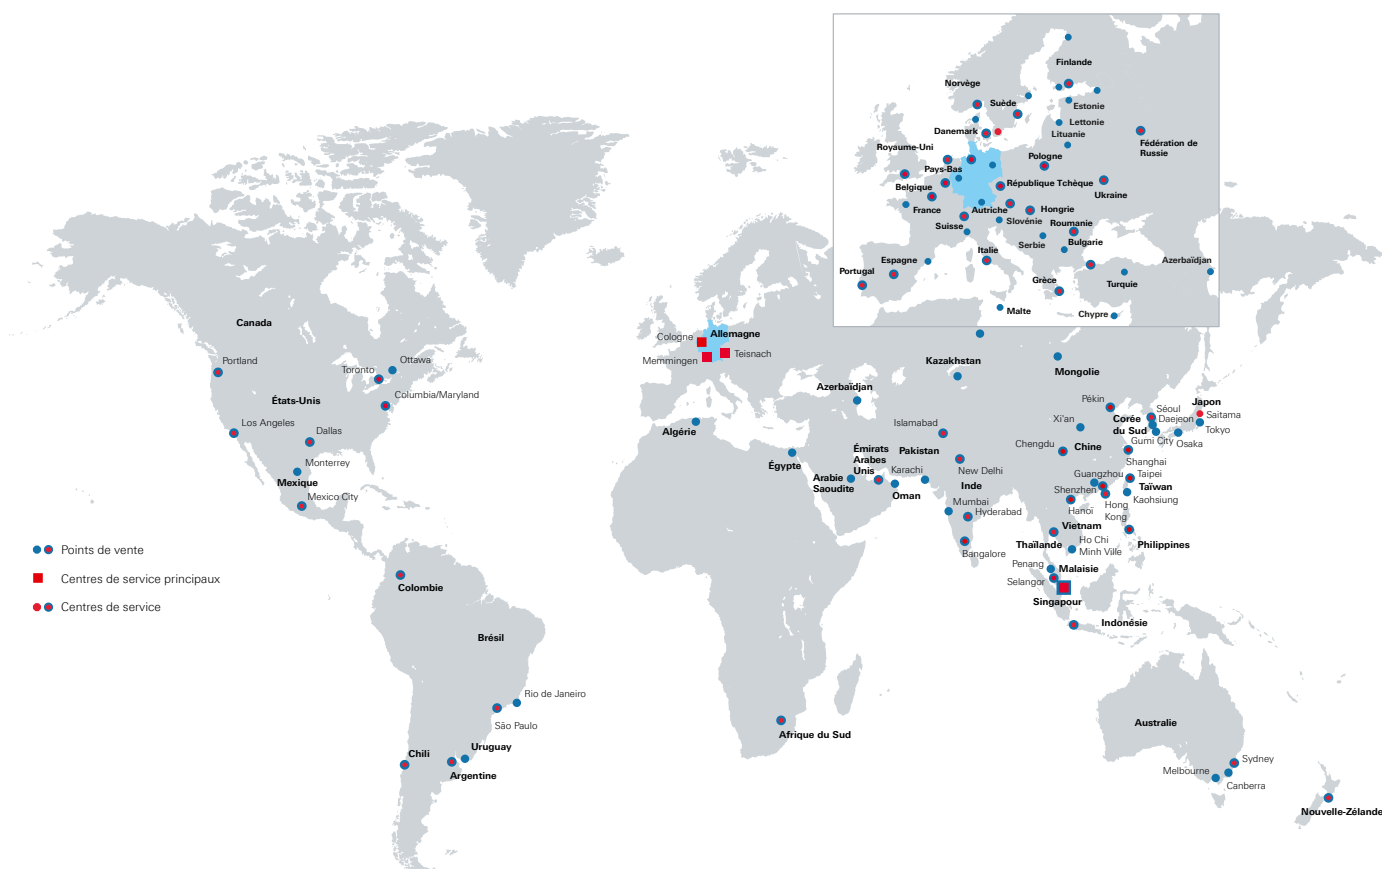 Finlande
Norvège
Suède
Estonie
Lettonie
Danemark
Lituanie
Royaume-Uni
Fédération de
Russie
Pologne
Pays-Bas
République Tchèque
Belgique
Ukraine
France
Autriche
Hongrie
Slovénie
Roumanie
Suisse
Serbie
Bulgarie
Italie
Espagne
Azerbaïdjan
Portugal
Grèce
Turquie
Malte
Chypre
Canada
Portland
Toronto
Ottawa
Columbia/Maryland
États-Unis
Los Angeles
Dallas
Monterrey
Mexique
Mexico City
Cologne
Allemagne
Memmingen
Teisnach
Kazakhstan
Mongolie
Azerbaïdjan
Algérie
Égypte
Arabie
Saoudite
Émirats
Arabes
Unis
Oman
Karachi
Islamabad
Pakistan
New Delhi
Inde
Mumbai
Hyderabad
Bangalore
Pékin
Xi'an
Chengdu
Chine
Corée
du Sud
Séoul
Daejeon
Gumi City
Japon
Saitama
Tokyo
Osaka
Shanghai
Guangzhou
Taipei
Shenzhen
Taïwan
Kaohsiung
Hong
Kong
Hanoï
Vietnam
Thaïlande
Ho Chi
Minh Ville
Philippines
Penang
Malaisie
Selangor
Singapour
Indonésie
Points de vente
Centres de service principaux
Centres de service
Colombie
Brésil
Rio de Janeiro
São Paulo
Chili
Uruguay
Argentine
Afrique du Sud
Australie
Sydney
Melbourne
Canberra
Nouvelle-Zélande